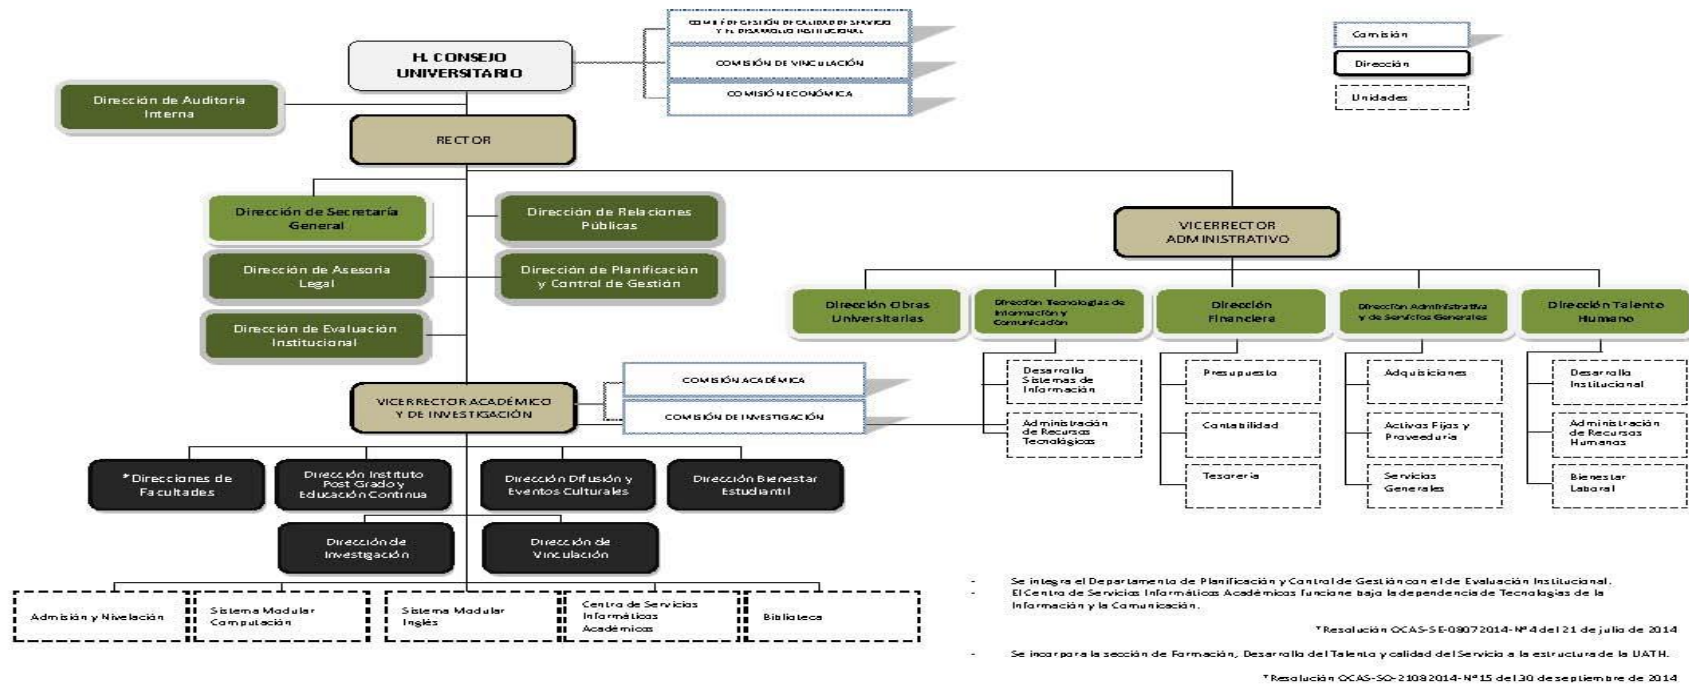 COMITÉ DE GESTIÓN DE CALIDAD DE SERVICIO
Y EL DESARROLLO INSTITUCIONAL
H. CONSEJO
UNIVERSITARIO
COMISIÓN DE VINCULACIÓN
COMISIÓN ECONÓMICA
Comisión
Dirección
Unidades
Dirección de Auditoria
Interna
RECTOR
Dirección de Secretaría
General
Dirección de Relaciones
Públicas
Dirección de Asesoria
Legal
Dirección de Planificación
y Control de Gestión
Dirección de Evaluación
Institucional
VICERRECTOR
ADMINISTRATIVO
Dirección Obras
Universitarias
Dirección Tecnologías de
Información y
Comunicación
Dirección
Financiera
Dirección Administrativa
y de Servicios Generales
Dirección Talento
Humano
Desarrollo
Sistemas de
Información
Administración
de Recursos
Tecnológicos
Presupuesto
Contabilidad
Tesorería
Adquisiciones
Activos Fijos y
Proveeduría
Servicios
Generales
Desarrollo
Institucional
Administración
de Recursos
Humanos
Bienestar
Laboral
VICERRECTOR ACADÉMICO
Y DE INVESTIGACIÓN
COMISIÓN ACADÉMICA
COMISIÓN DE INVESTIGACIÓN
*Direcciones de
Facultades
Dirección Instituto
Post Grado y
Educación Continua
Dirección Difusión y
Eventos Culturales
Dirección Bienestar
Estudiantil
Dirección de
Investigación
Dirección de
Vinculación
Admisión y Nivelación
Sistema Modular
Computación
Sistema Modular
Inglés
Centro de Servicios
Informáticos
Académicos
Biblioteca
- Se integra el Departamento de Planificación y Control de Gestión con el de Evaluación Institucional.
- El Centro de Servicios Informáticos Académicos funcione bajo la dependencia de Tecnologías de la
Información y la Comunicación.
*Resolución OCAS-SE-08072014-Nº4 del 21 de julio de 2014
- Se incorpora la sección de Formación, Desarrollo del Talento y calidad del Servicio a la estructura de la UATH.
*Resolución OCAS-SO-21082014-Nº15 del 30 de septiembre de 2014